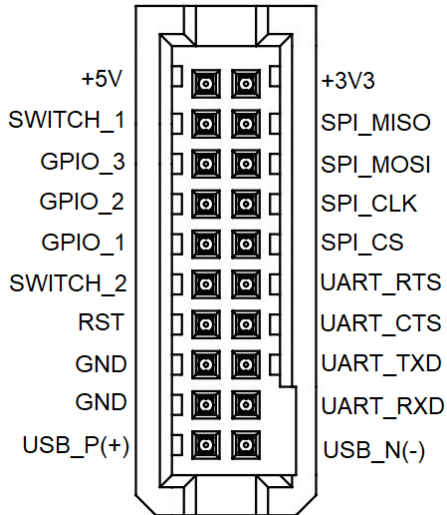 +5V +3V3
SWITCH_1 SPI_MISO
GPIO_3 SPI_MOSI
GPIO_2 SPI_CLK
GPIO_1 SPI_CS
SWITCH_2 UART_RTS
RST UART_CTS
GND UART_TXD
GND UART_RXD
USB_P(+) USB_N(-)